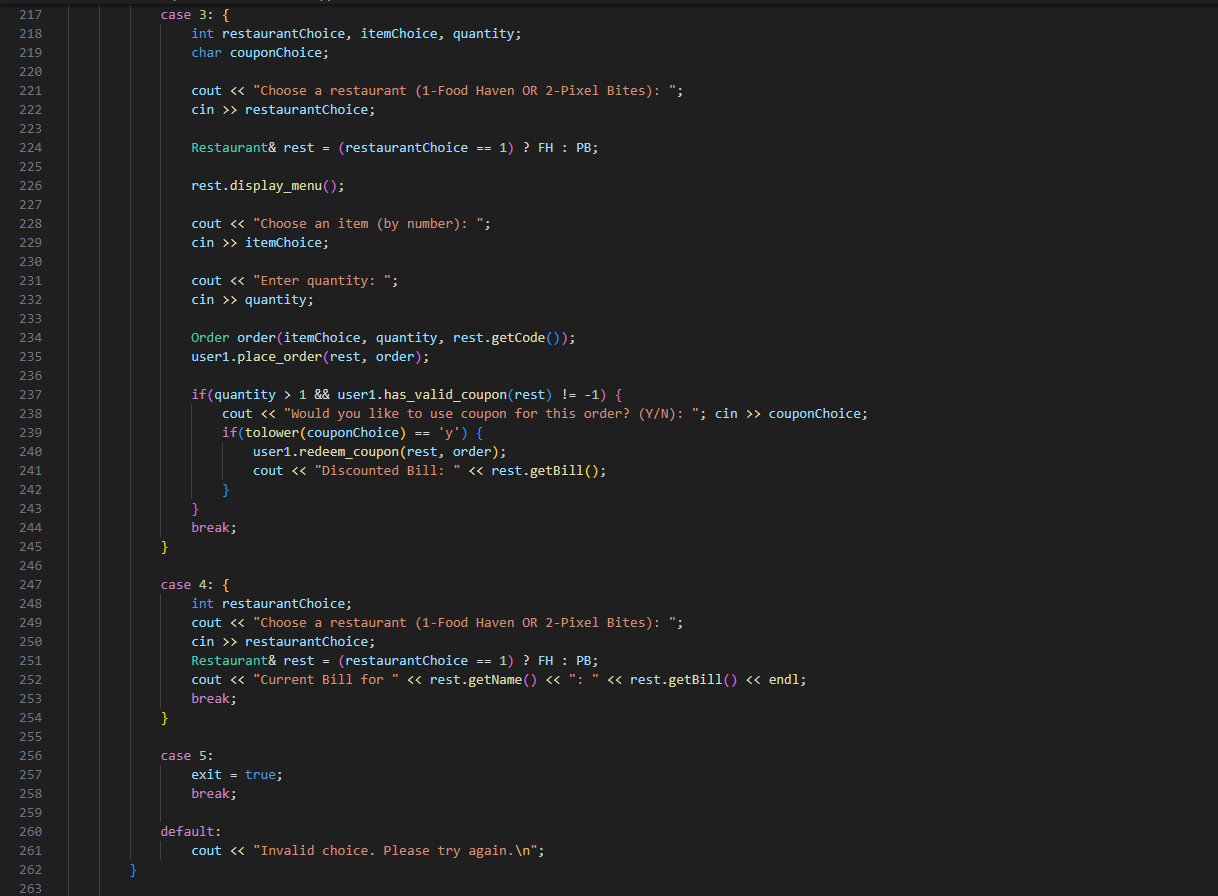 217 case 3: {
218 int restaurantChoice, itemChoice, quantity;
219 char couponChoice;
220
221 cout << "Choose a restaurant (1-Food Haven OR 2-Pixel Bites): ";
222 cin >> restaurantChoice;
223
224 Restaurant& rest = (restaurantChoice == 1) ? FH : PB;
225
226 rest.display_menu();
227
228 cout << "Choose an item (by number): ";
229 cin >> itemChoice;
230
231 cout << "Enter quantity: ";
232 cin >> quantity;
233
234 Order order(itemChoice, quantity, rest.getCode());
235 user1.place_order(rest, order);
236
237 if(quantity > 1 && user1.has_valid_coupon(rest) != -1) {
238 cout << "Would you like to use coupon for this order? (Y/N): "; cin >> couponChoice;
239 if(tolower(couponChoice) == 'y') {
240 user1.redeem_coupon(rest, order);
241 cout << "Discounted Bill: " << rest.getBill();
242 }
243 }
244 break;
245 }
246
247 case 4: {
248 int restaurantChoice;
249 cout << "Choose a restaurant (1-Food Haven OR 2-Pixel Bites): ";
250 cin >> restaurantChoice;
251 Restaurant& rest = (restaurantChoice == 1) ? FH : PB;
252 cout << "Current Bill for " << rest.getName() << ": " << rest.getBill() << endl;
253 break;
254 }
255
256 case 5:
257 exit = true;
258 break;
259
260 default:
261 cout << "Invalid choice. Please try again.\n";
262 }
263